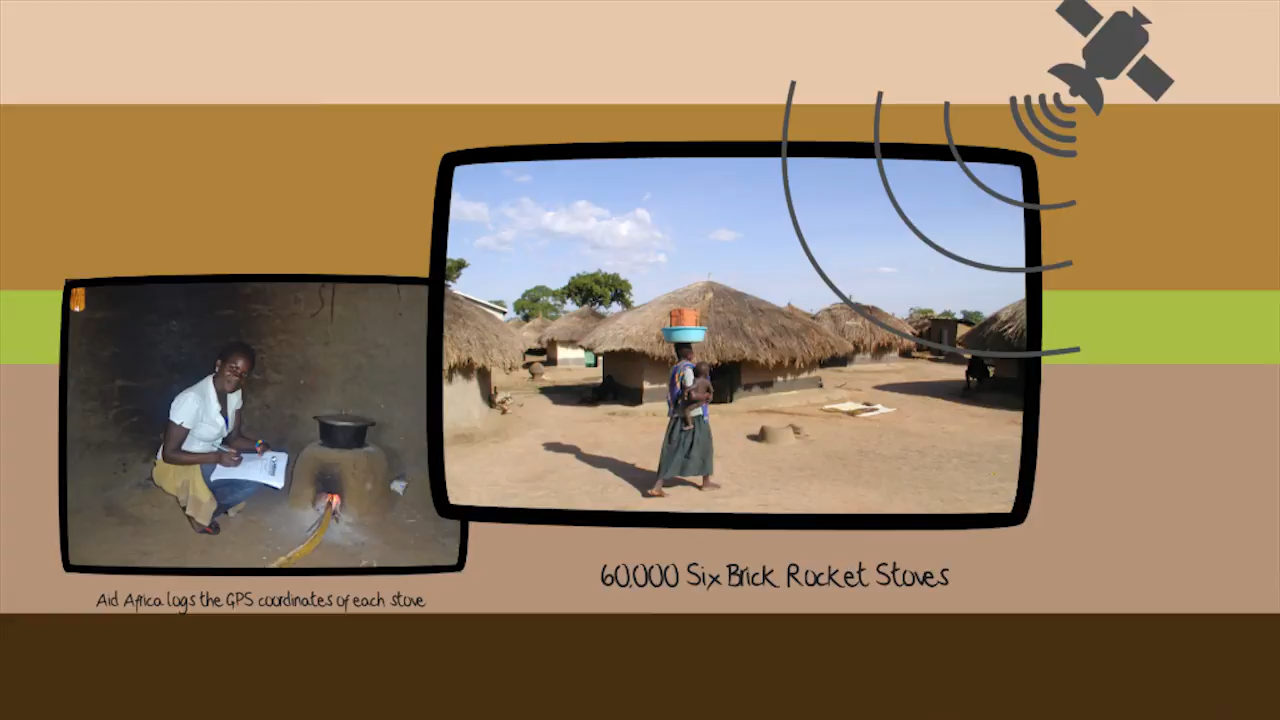 60,000 Six Brick Rocket Stoves
Aid Africa logs the GPS coordinates of each stove